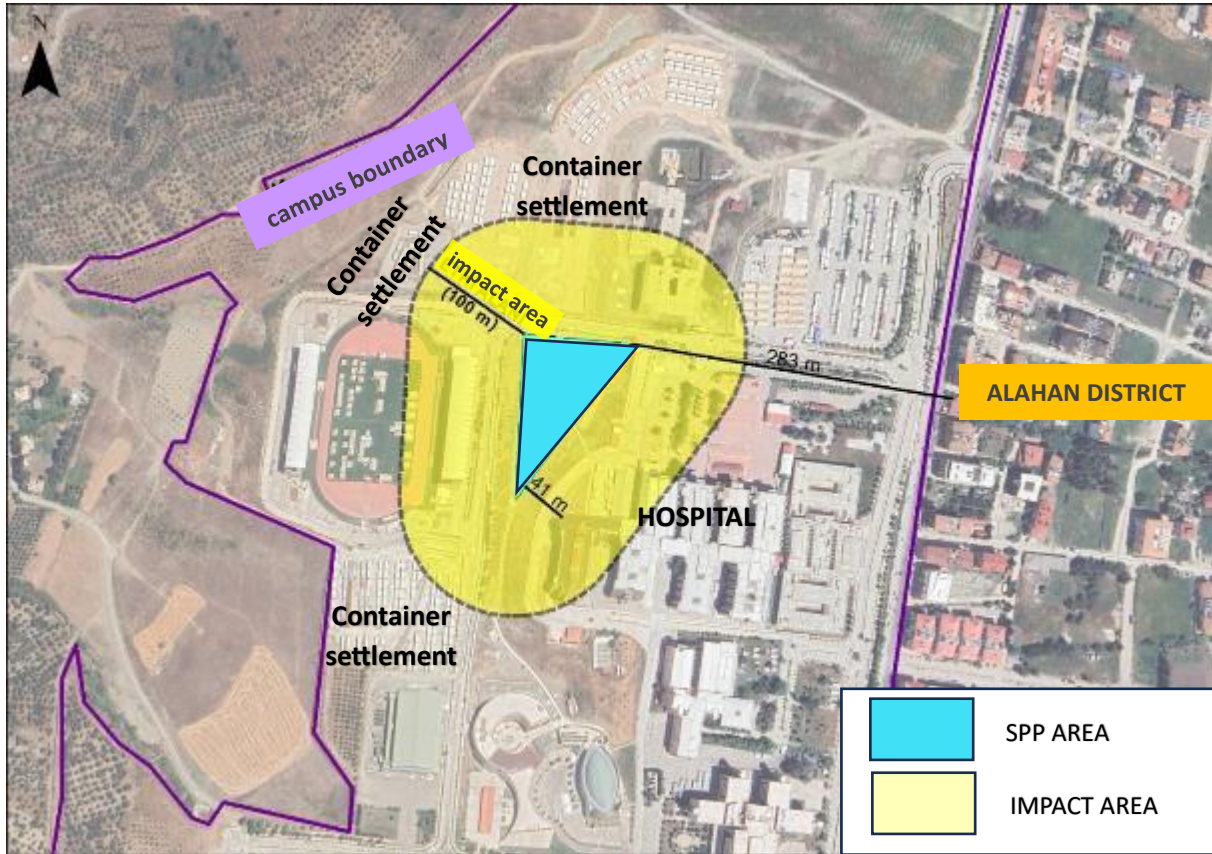 N
campus boundary
Container
settlement
Container
settlement
impact area
(100 m)
283 m
ALAHAN DISTRICT
41 m
HOSPITAL
Container
settlement
SPP AREA
IMPACT AREA